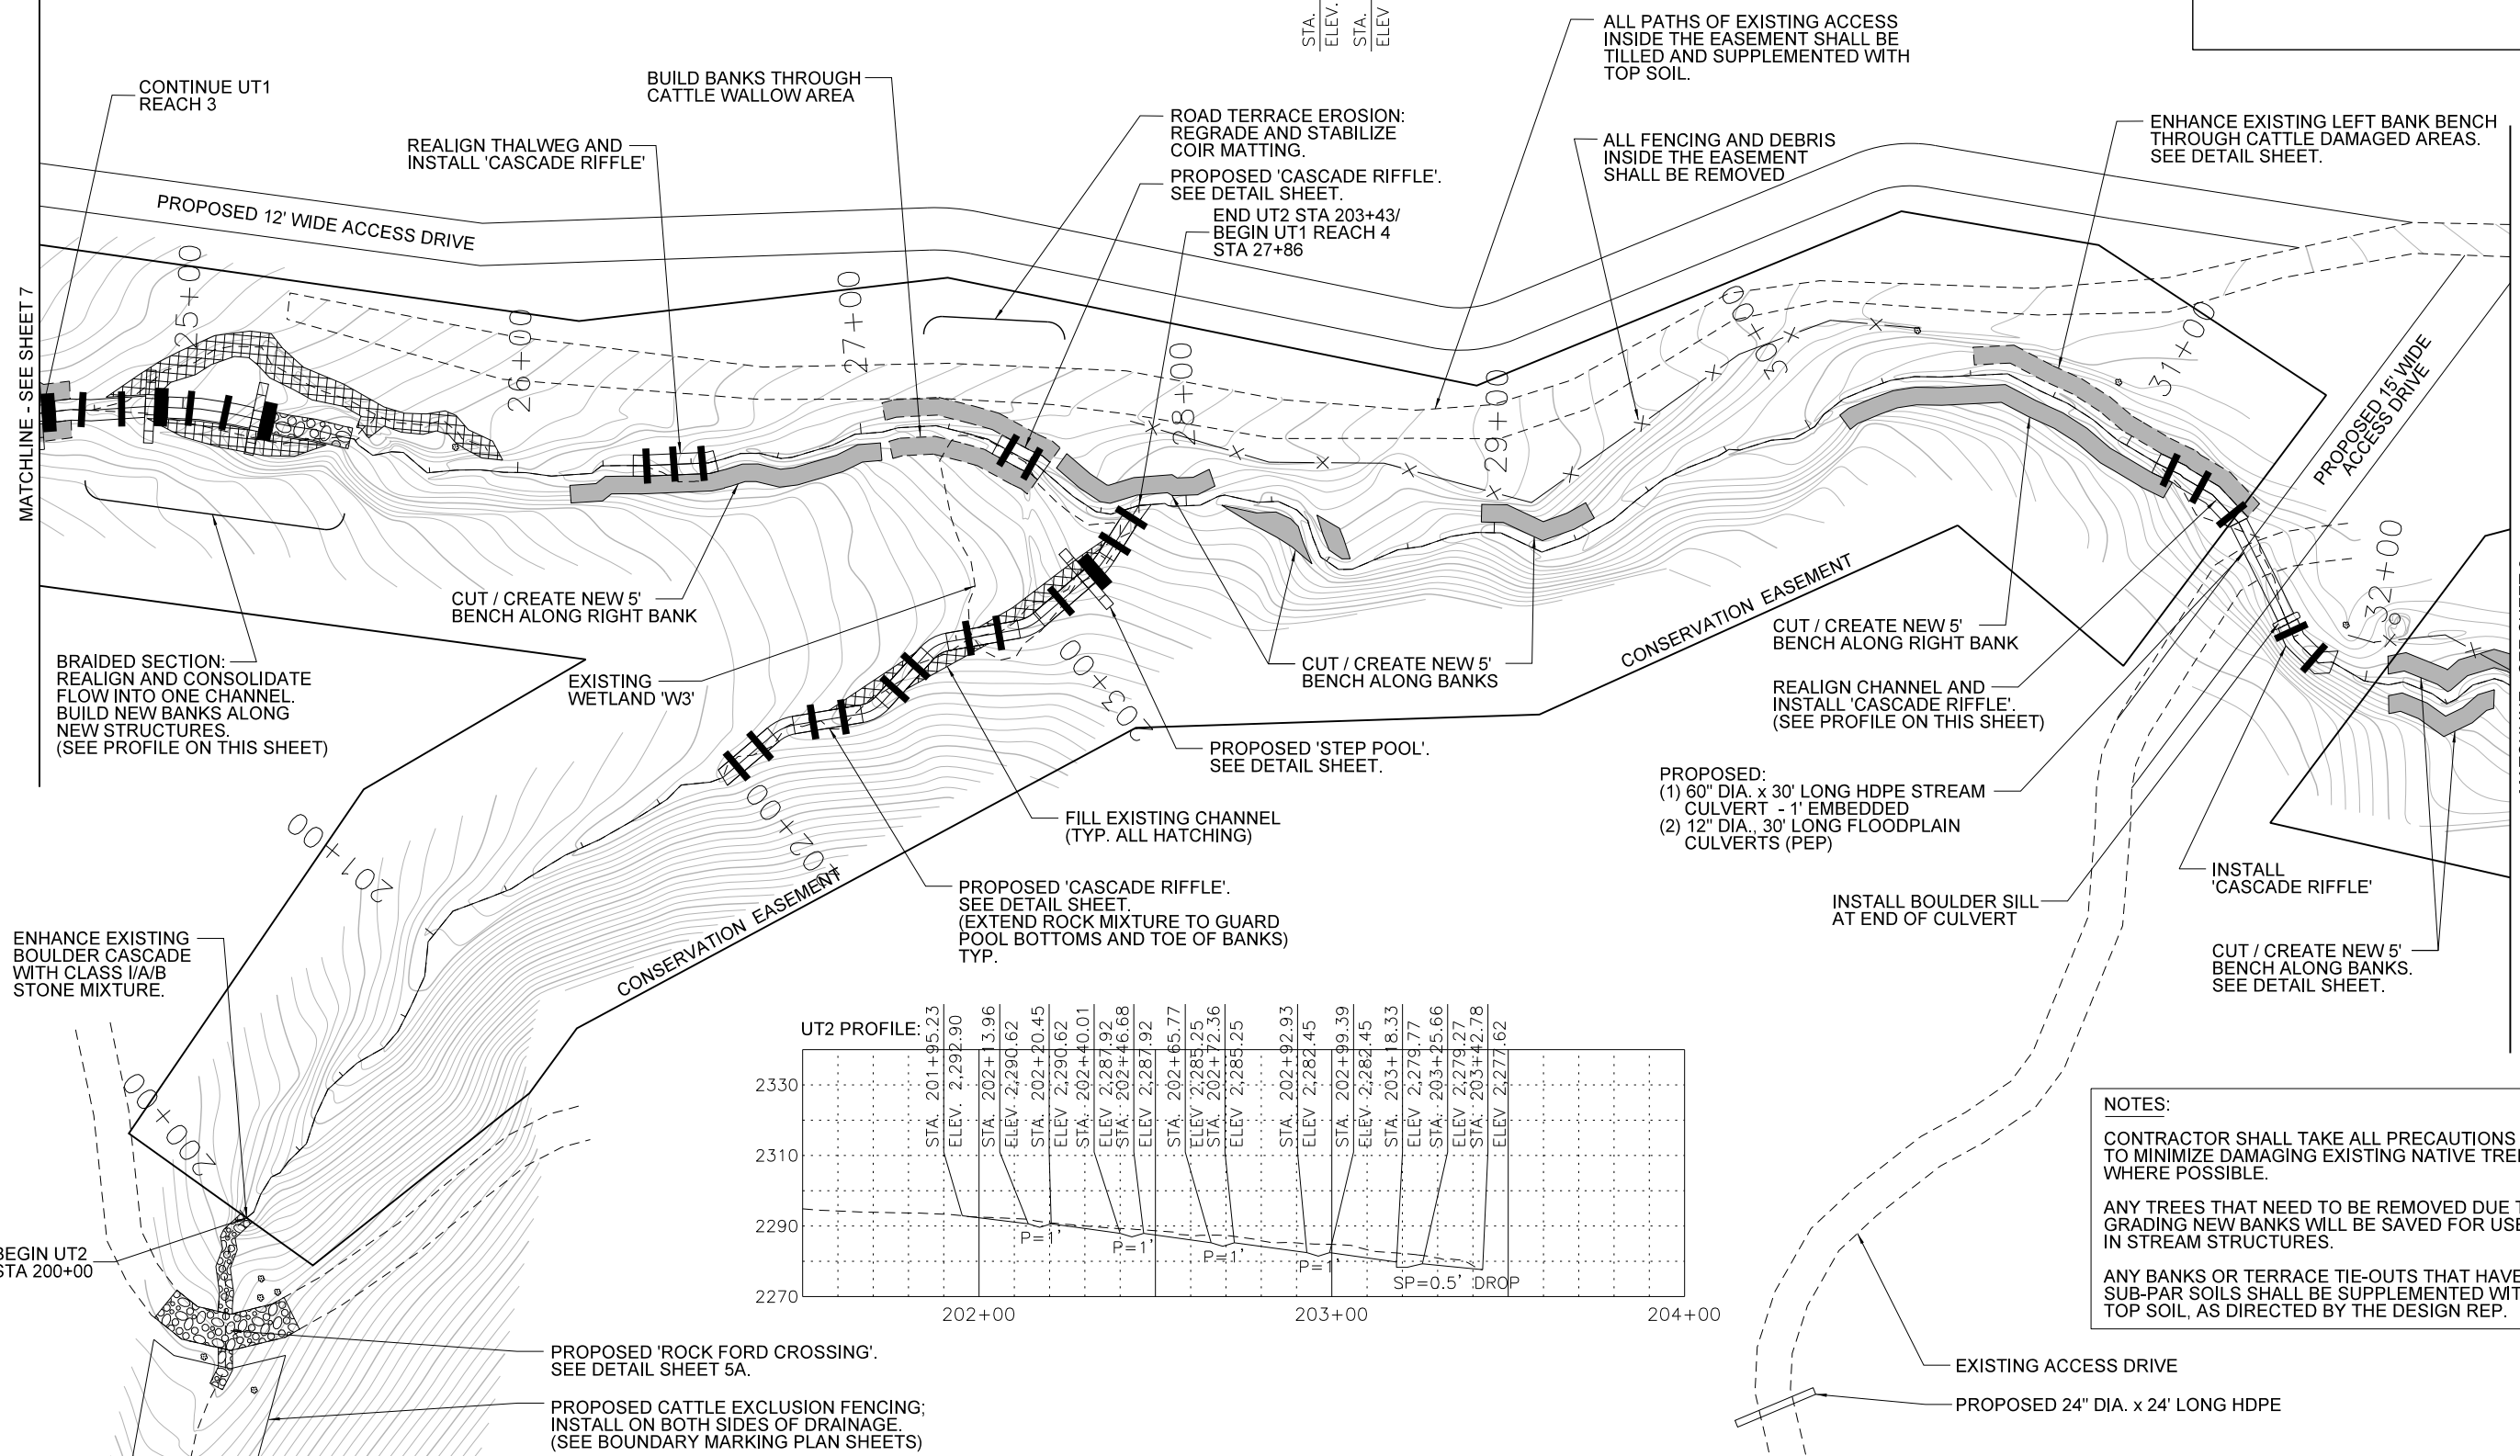 STA.
ELEV.
STA.
ELEV
CONTINUE UT1
REACH 3
BUILD BANKS THROUGH
CATTLE WALLOW AREA
REALIGN THALWEG AND
INSTALL 'CASCADE RIFFLE'
ROAD TERRACE EROSION:
REGRADE AND STABILIZE
COIR MATTING.
PROPOSED 'CASCADE RIFFLE'.
SEE DETAIL SHEET.
END UT2 STA 203+43/
BEGIN UT1 REACH 4
STA 27+86
ALL PATHS OF EXISTING ACCESS
INSIDE THE EASEMENT SHALL BE
TILLED AND SUPPLEMENTED WITH
TOP SOIL.
ALL FENCING AND DEBRIS
INSIDE THE EASEMENT
SHALL BE REMOVED
ENHANCE EXISTING LEFT BANK BENCH
THROUGH CATTLE DAMAGED AREAS.
SEE DETAIL SHEET.
PROPOSED 12' WIDE ACCESS DRIVE
MATCHLINE - SEE SHEET 7
25+00
26+00
27+00
28+00
29+00
30+00
31+00
32+00
PROPOSED 15' WIDE
ACCESS DRIVE
CUT / CREATE NEW 5'
BENCH ALONG RIGHT BANK
BRAIDED SECTION:
REALIGN AND CONSOLIDATE
FLOW INTO ONE CHANNEL.
BUILD NEW BANKS ALONG
NEW STRUCTURES.
(SEE PROFILE ON THIS SHEET)
EXISTING
WETLAND 'W3'
CUT / CREATE NEW 5'
BENCH ALONG BANKS
CONSERVATION EASEMENT
CUT / CREATE NEW 5'
BENCH ALONG RIGHT BANK
REALIGN CHANNEL AND
INSTALL 'CASCADE RIFFLE'.
(SEE PROFILE ON THIS SHEET)
PROPOSED:
(1) 60" DIA. x 30' LONG HDPE STREAM
CULVERT - 1' EMBEDDED
(2) 12" DIA., 30' LONG FLOODPLAIN
CULVERTS (PEP)
INSTALL BOULDER SILL
AT END OF CULVERT
INSTALL
'CASCADE RIFFLE'
CUT / CREATE NEW 5'
BENCH ALONG BANKS.
SEE DETAIL SHEET.
203+00
202+00
201+00
200+00
PROPOSED 'STEP POOL'.
SEE DETAIL SHEET.
FILL EXISTING CHANNEL
(TYP. ALL HATCHING)
PROPOSED 'CASCADE RIFFLE'.
SEE DETAIL SHEET.
(EXTEND ROCK MIXTURE TO GUARD
POOL BOTTOMS AND TOE OF BANKS)
TYP.
CONSERVATION EASEMENT
ENHANCE EXISTING
BOULDER CASCADE
WITH CLASS I/A/B
STONE MIXTURE.
BEGIN UT2
STA 200+00
UT2 PROFILE:
STA. 201+95.23
ELEV. 2,292.90
STA. 202+13.96
ELEV 2,290.62
STA. 202+20.45
ELEV 2,290.62
STA. 202+40.01
ELEV 2,287.92
STA. 202+46.68
ELEV 2,287.92
STA. 202+65.77
ELEV 2,285.25
STA. 202+72.36
ELEV 2,285.25
STA. 202+92.93
ELEV 2,282.45
STA. 202+99.39
ELEV 2,282.45
STA. 203+18.33
ELEV 2,279.77
STA. 203+25.66
ELEV 2,279.27
STA. 203+42.78
ELEV 2,277.62
2330
2310
2290
2270
P=1'
P=1'
P=1'
P=1'
SP=0.5' DROP
202+00
203+00
204+00
PROPOSED 'ROCK FORD CROSSING'.
SEE DETAIL SHEET 5A.
PROPOSED CATTLE EXCLUSION FENCING;
INSTALL ON BOTH SIDES OF DRAINAGE.
(SEE BOUNDARY MARKING PLAN SHEETS)
NOTES:
CONTRACTOR SHALL TAKE ALL PRECAUTIONS
TO MINIMIZE DAMAGING EXISTING NATIVE TREE
WHERE POSSIBLE.
ANY TREES THAT NEED TO BE REMOVED DUE T
GRADING NEW BANKS WILL BE SAVED FOR USE
IN STREAM STRUCTURES.
ANY BANKS OR TERRACE TIE-OUTS THAT HAVE
SUB-PAR SOILS SHALL BE SUPPLEMENTED WIT
TOP SOIL, AS DIRECTED BY THE DESIGN REP.
EXISTING ACCESS DRIVE
PROPOSED 24" DIA. x 24' LONG HDPE